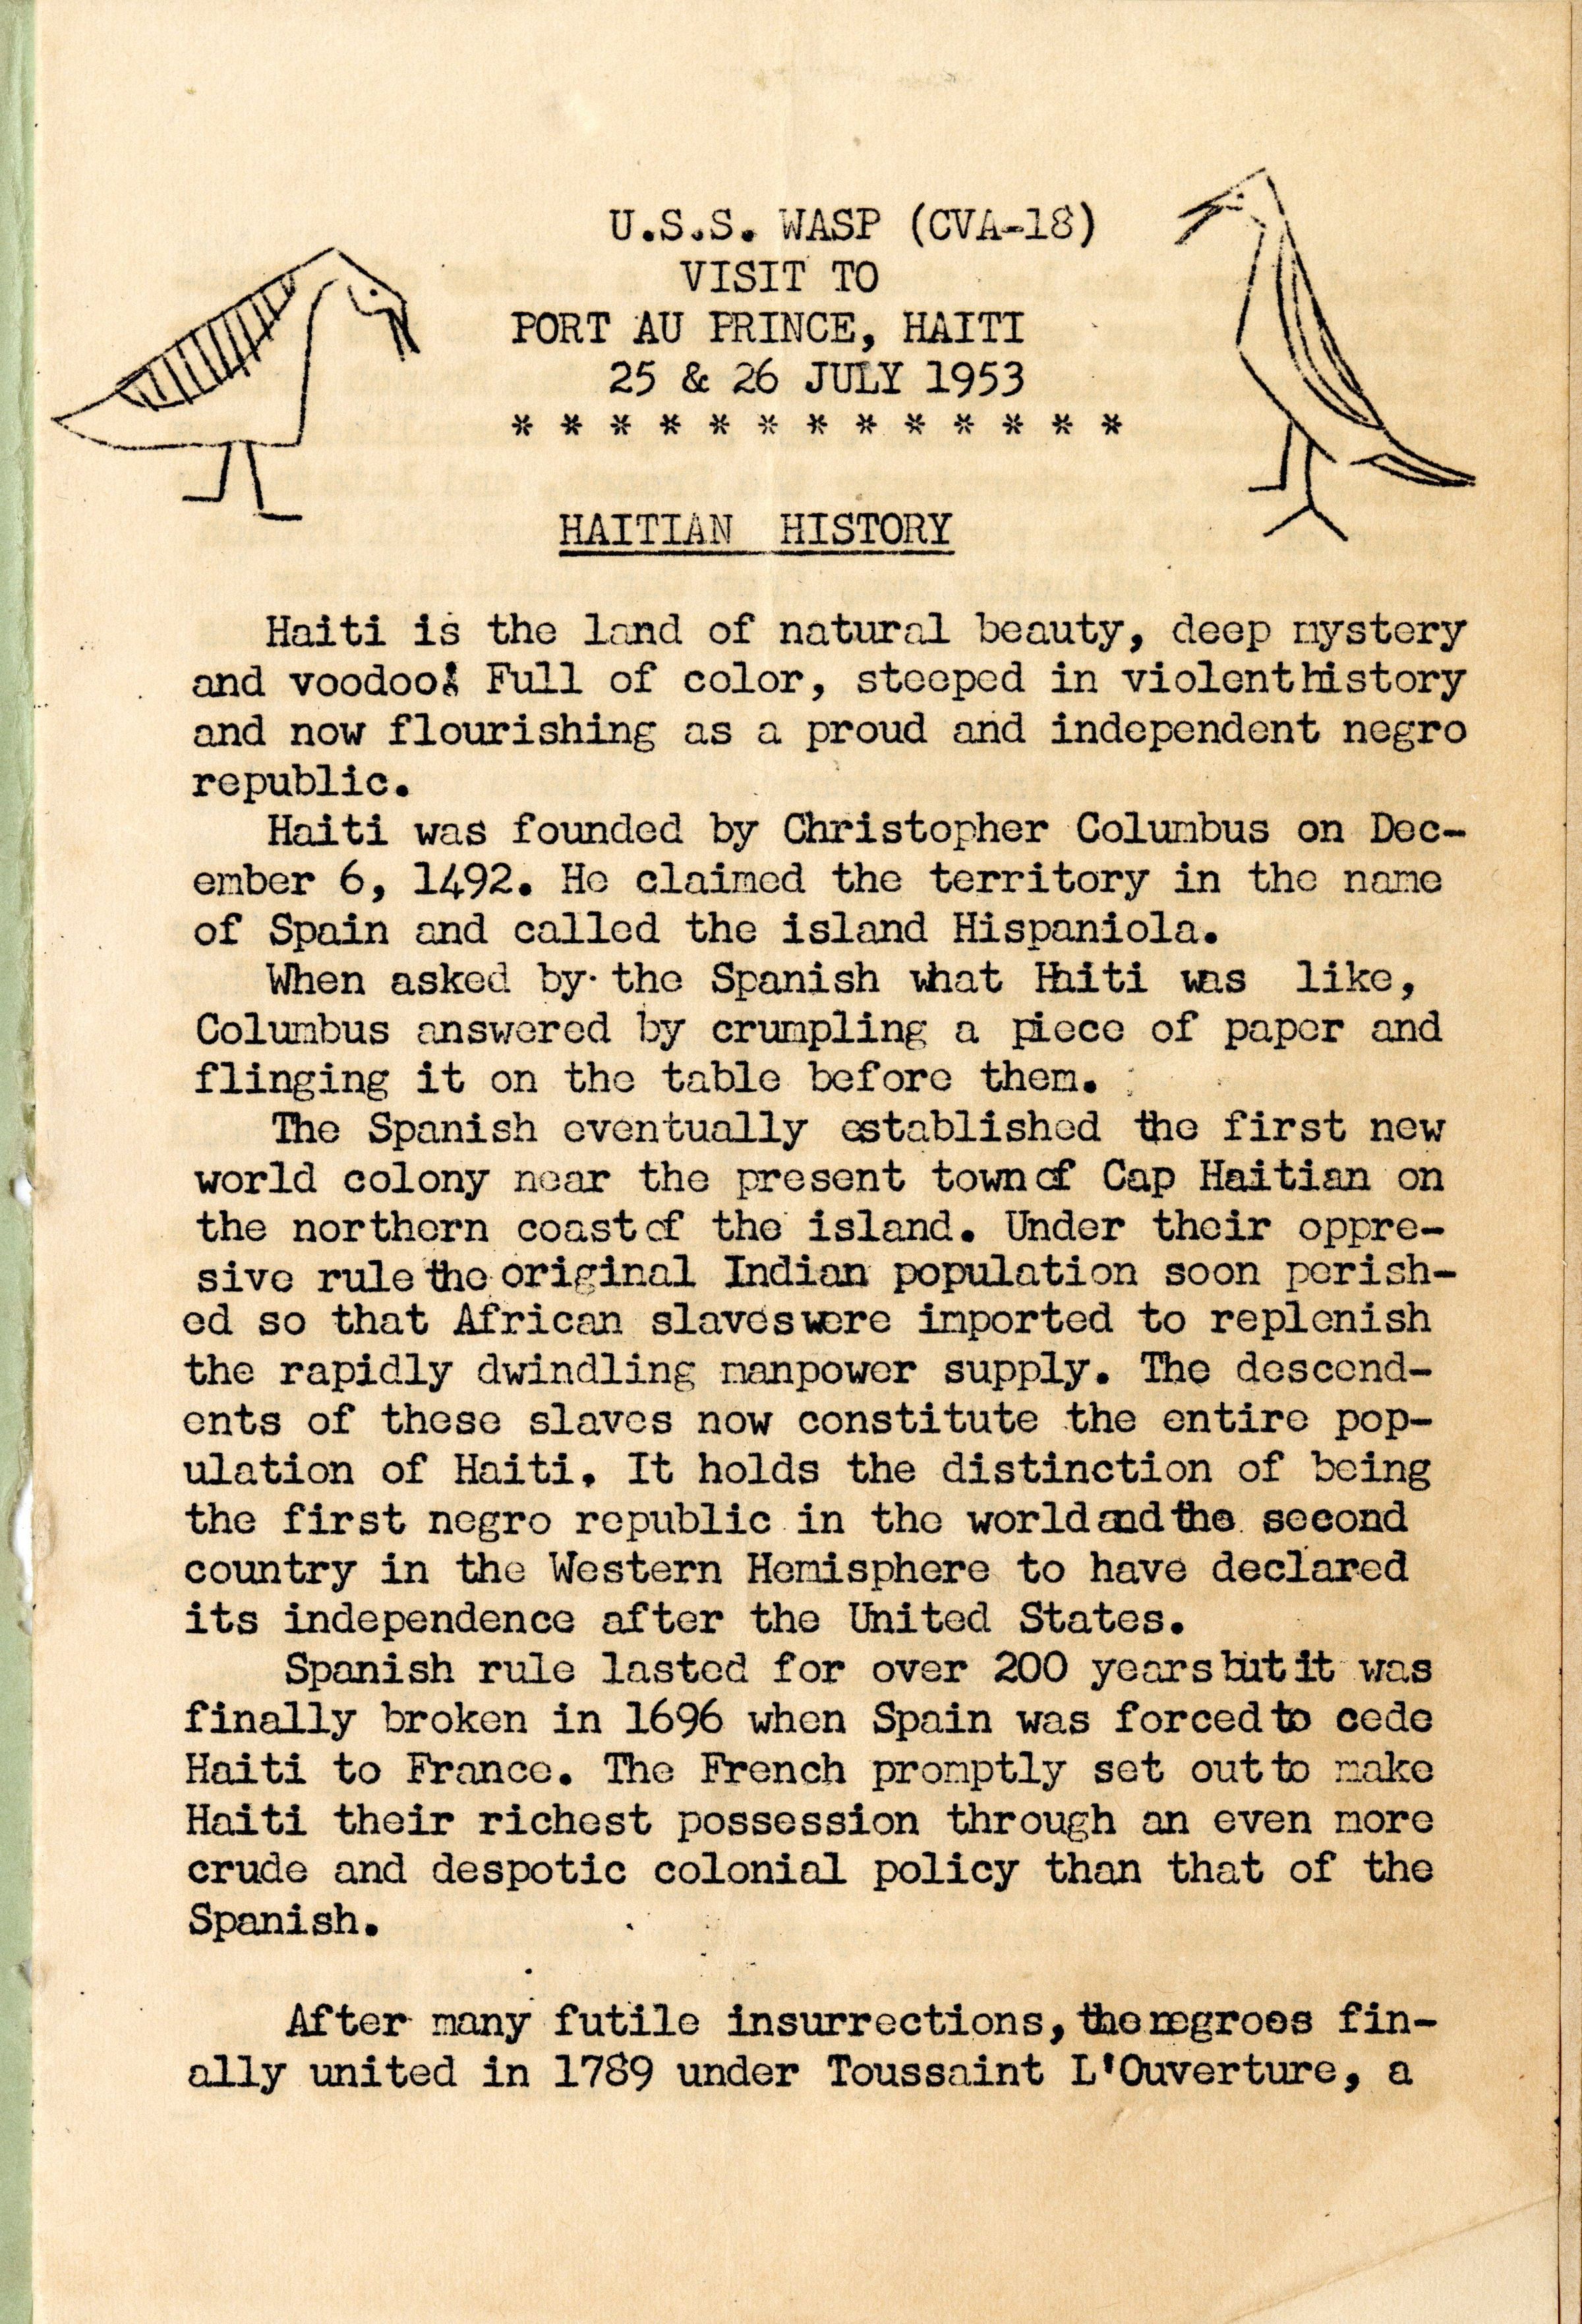 U.S.S. WASP (CVA-18)
VISIT TO
PORT AU PRINCE, HAITI
25 & 26 JULY 1953
* * * * * * * * * * * * *
HAITIAN HISTORY
Haiti is the land of natural beauty, deep mystery
and voodoo! Full of color, steeped in violent history
and now flourishing as a proud and independent negro
republic.
Haiti was founded by Christopher Columbus on Dec-
ember 6, 1492. He claimed the territory in the name
of Spain and called the island Hispaniola.
When asked by the Spanish what Haiti was like,
Columbus answered by crumpling a piece of paper and
flinging it on the table before them.
The Spanish eventually established the first new
world colony near the present town of Cap Haitian on
the northern coast of the island. Under their oppre-
sive rule the original Indian population soon perish-
ed so that African slaves were imported to replenish
the rapidly dwindling manpower supply. The descend-
ents of these slaves now constitute the entire pop-
ulation of Haiti. It holds the distinction of being
the first negro republic in the world and the second
country in the Western Hemisphere to have declared
its independence after the United States.
Spanish rule lasted for over 200 years but it was
finally broken in 1696 when Spain was forced to cede
Haiti to France. The French promptly set out to make
Haiti their richest possession through an even more
crude and despotic colonial policy than that of the
Spanish.
After many futile insurrections, the negroes fin-
ally united in 1789 under Toussaint L'Ouverture, a